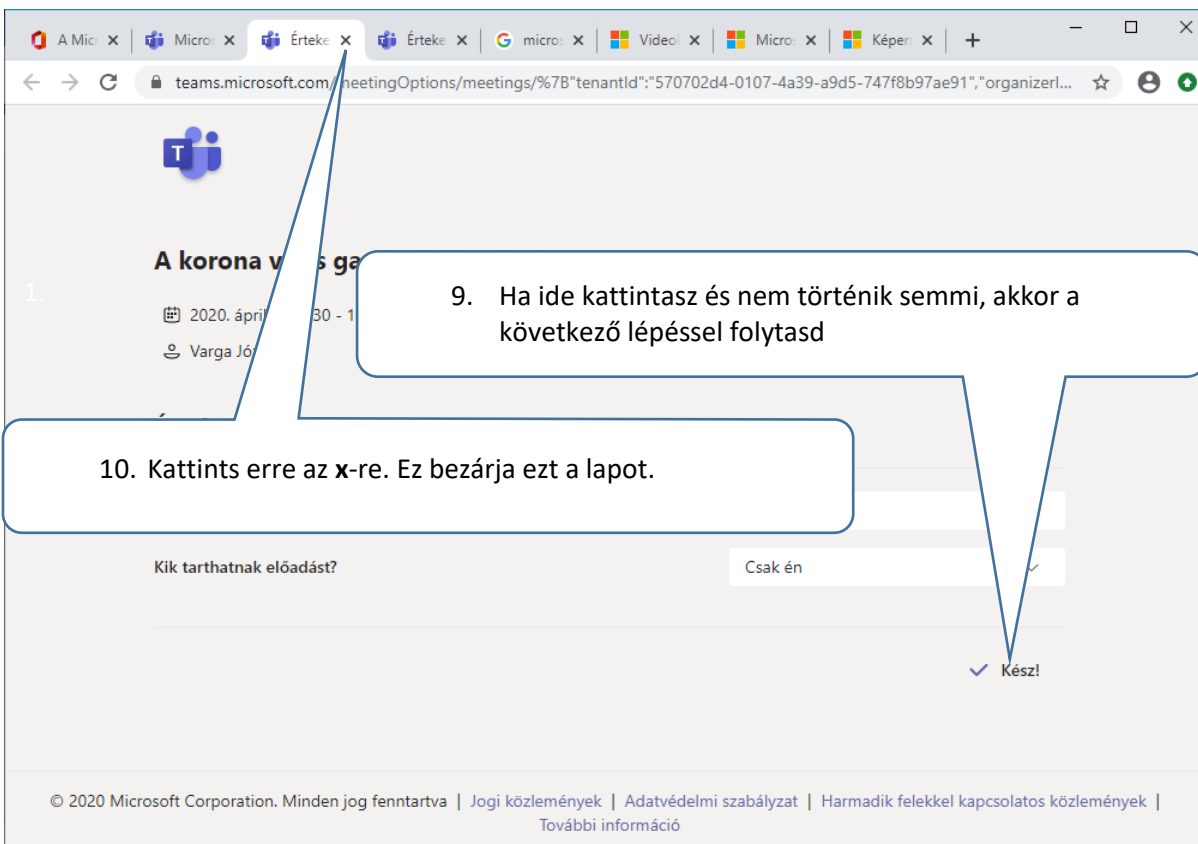 A Mic Micro Érteke Érteke micros Video Micros Képer
teams.microsoft.com/meetingOptions/meetings/%7B"tenantId":"570702d4-0107-4a39-a9d5-747f8b97ae91","organizerI...
T
A korona v s ga
1.
2020. ápri 30 - 1
Varga Jó
9. Ha ide kattintasz és nem történik semmi, akkor a
következő lépéssel folytasd
10. Kattints erre az x-re. Ez bezárja ezt a lapot.
Kik tarthatnak előadást? Csak én
Kész!
© 2020 Microsoft Corporation. Minden jog fenntartva | Jogi közlemények | Adatvédelmi szabályzat | Harmadik felekkel kapcsolatos közlemények |
További információ